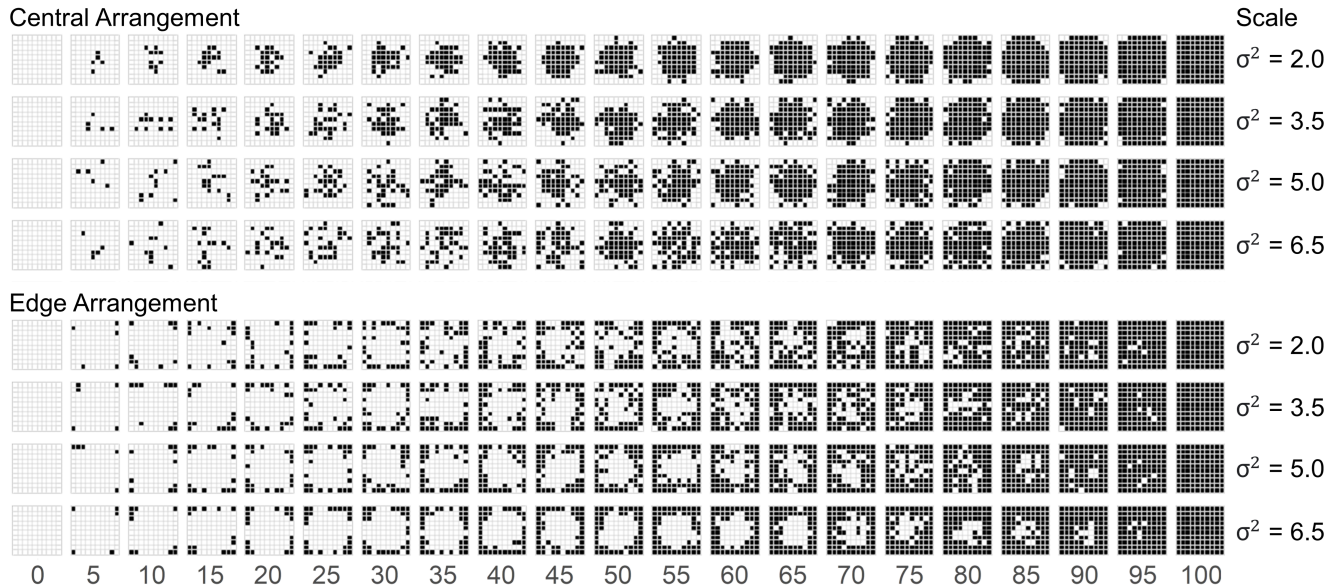 Central Arrangement
Scale
σ² = 2.0
σ² = 3.5
σ² = 5.0
σ² = 6.5
Edge Arrangement
σ² = 2.0
σ² = 3.5
σ² = 5.0
σ² = 6.5
0 5 10 15 20 25 30 35 40 45 50 55 60 65 70 75 80 85 90 95 100